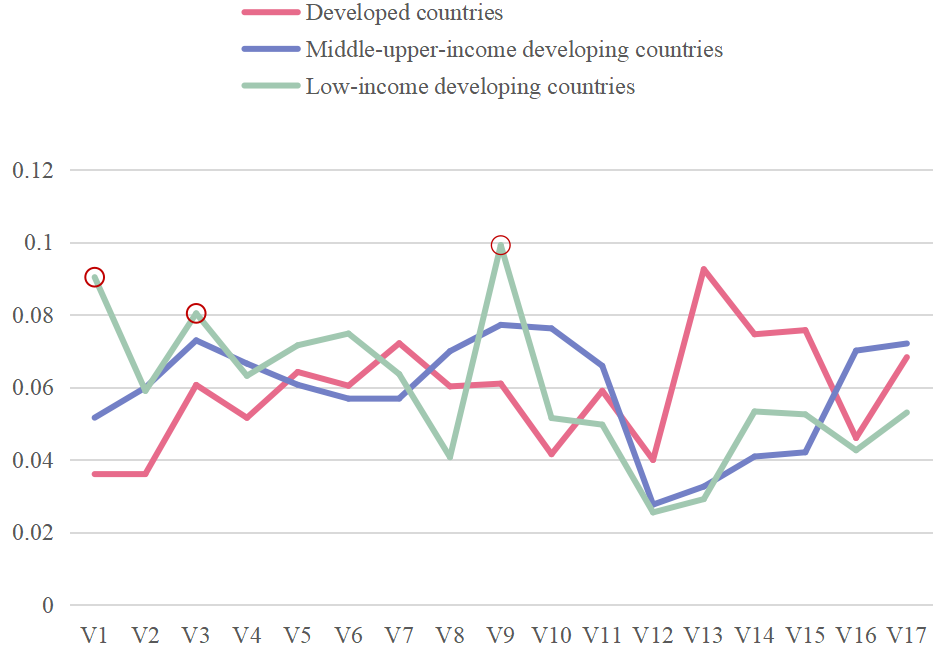 Developed countries
Middle-upper-income developing countries
Low-income developing countries
0.12
0.1
0.08
0.06
0.04
0.02
0
V1 V2 V3 V4 V5 V6 V7 V8 V9 V10 V11 V12 V13 V14 V15 V16 V17